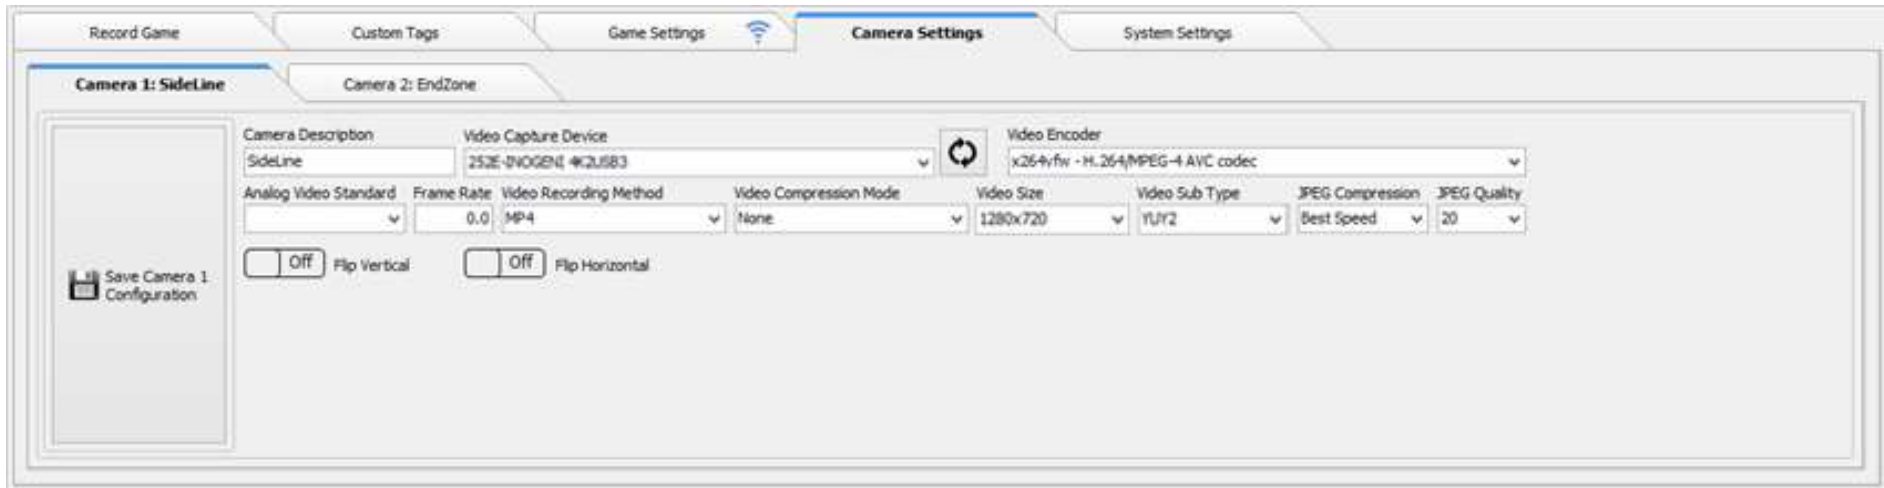 Record Game Custom Tags Game Settings Camera Settings System Settings
Camera 1: SideLine Camera 2: EndZone
Camera Description Video Capture Device Video Encoder
SideLine 252E-INOGENI 4K2USB3 x264vfw - H.264/MPEG-4 AVC codec
Analog Video Standard Frame Rate Video Recording Method Video Compression Mode Video Size Video Sub Type JPEG Compression JPEG Quality
0.0 MP4 None 1280x720 YUY2 Best Speed 20
Off Flip Vertical Off Flip Horizontal
Save Camera 1
Configuration